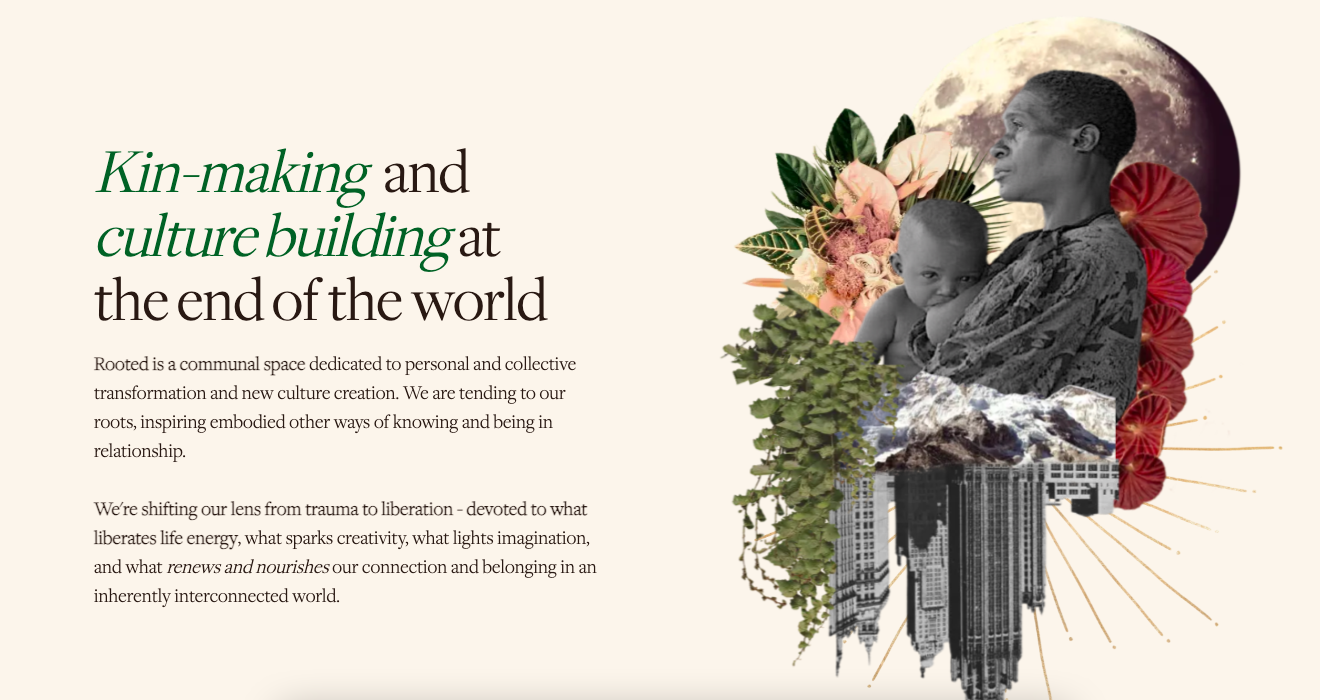 Kin-making and
culture building at
the end of the world
Rooted is a communal space dedicated to personal and collective
transformation and new culture creation. We are tending to our
roots, inspiring embodied other ways of knowing and being in
relationship.
We're shifting our lens from trauma to liberation - devoted to what
liberates life energy, what sparks creativity, what lights imagination,
and what renews and nourishes our connection and belonging in an
inherently interconnected world.